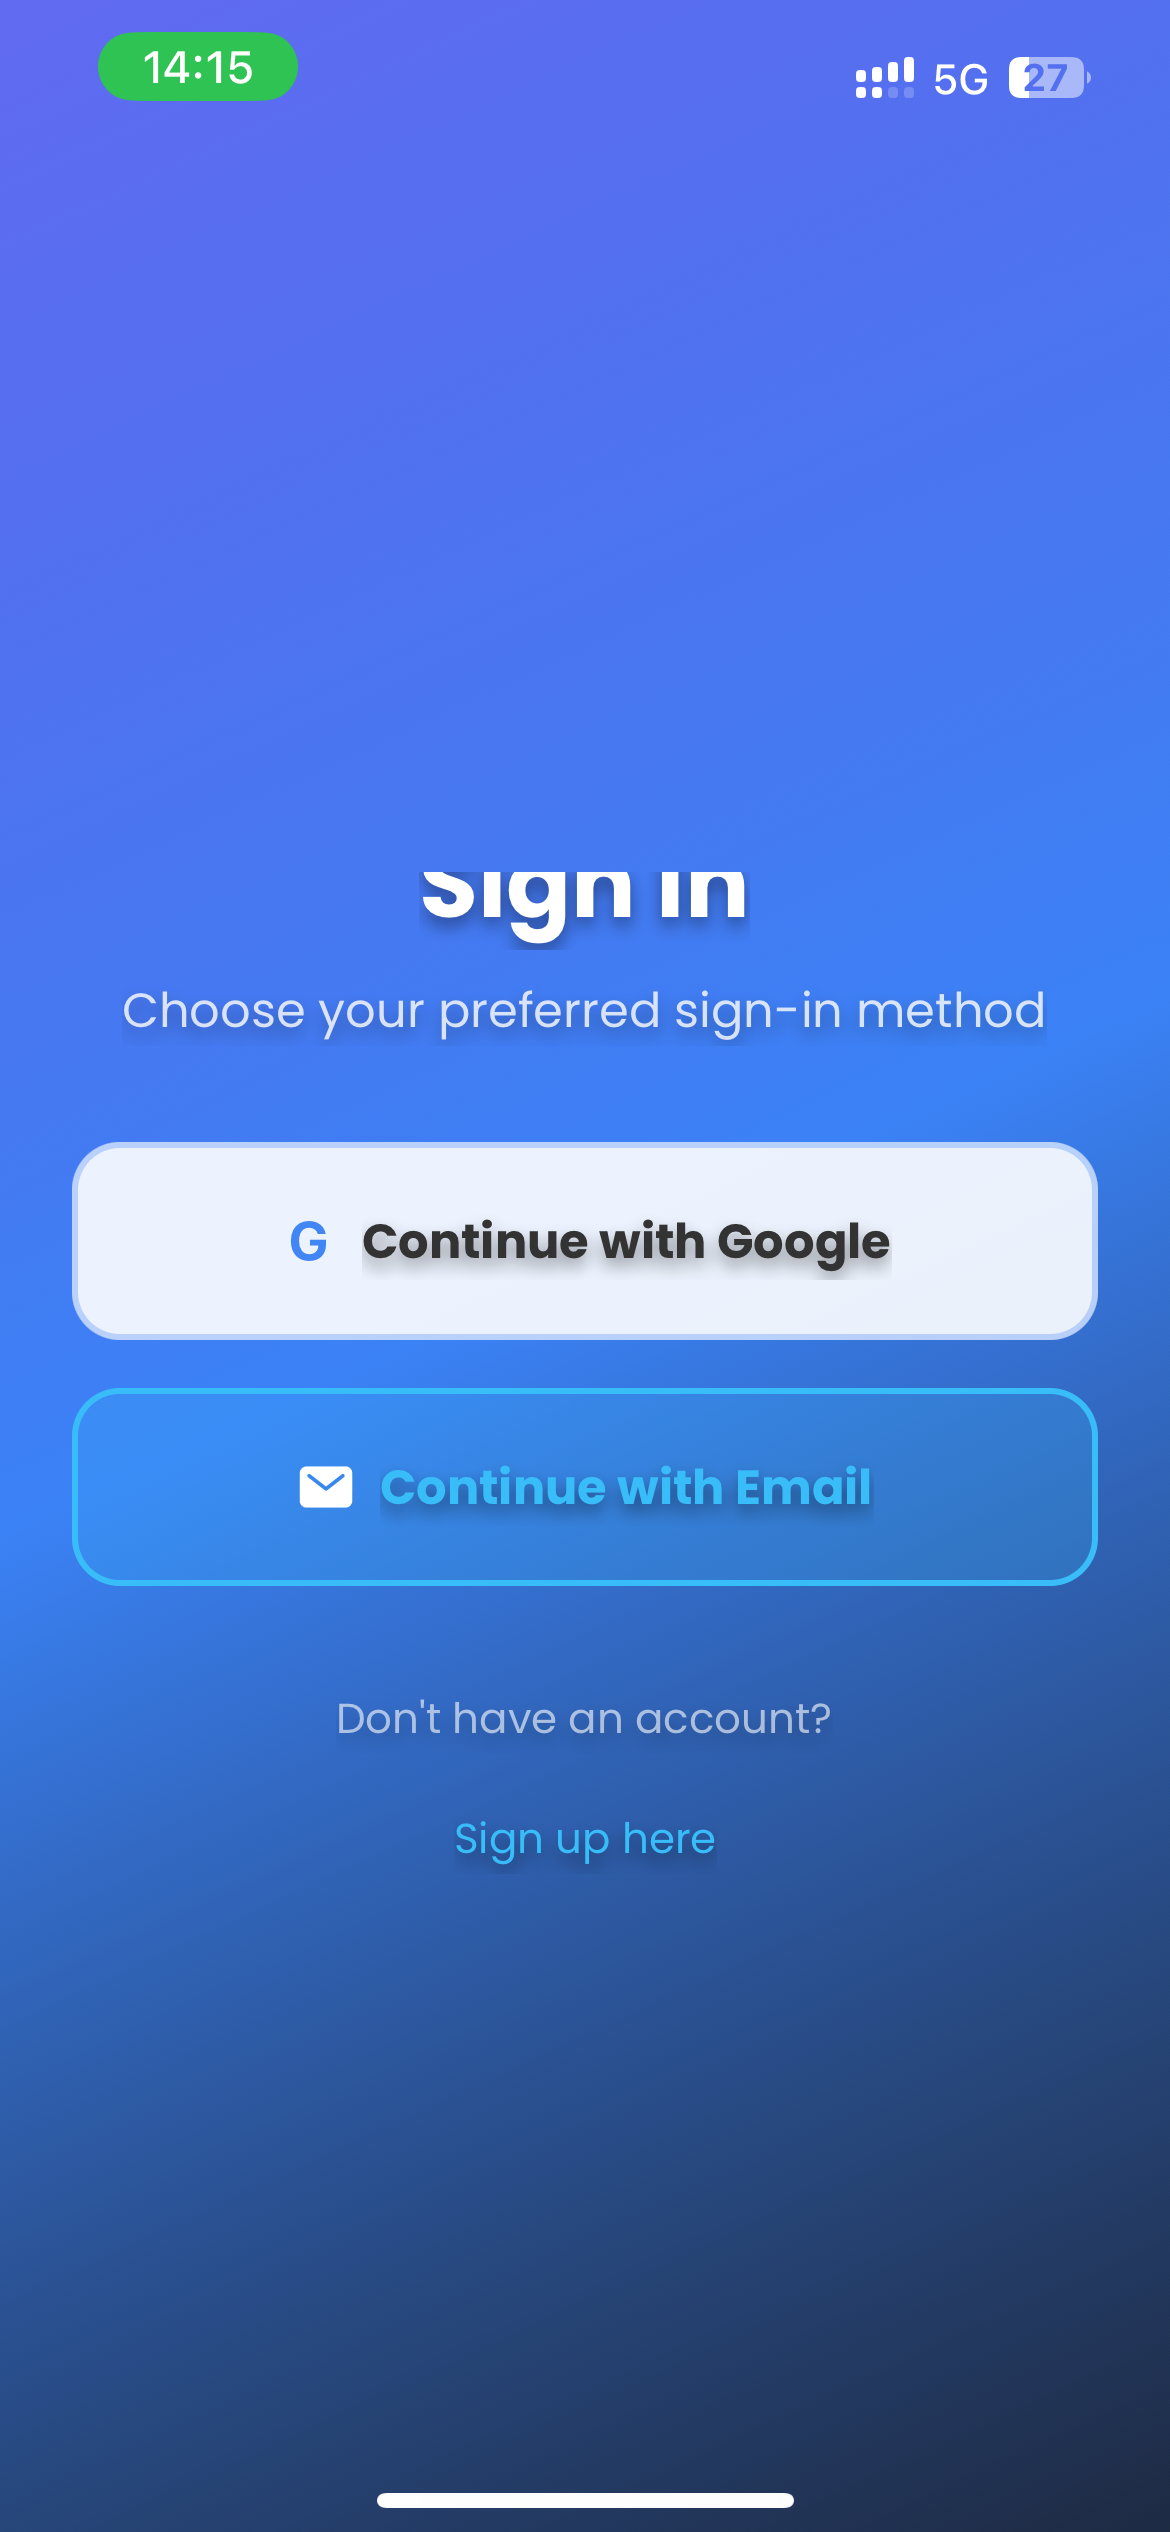 14:15
5G 27
Sign in
Choose your preferred sign-in method
G Continue with Google
Continue with Email
Don't have an account?
Sign up here